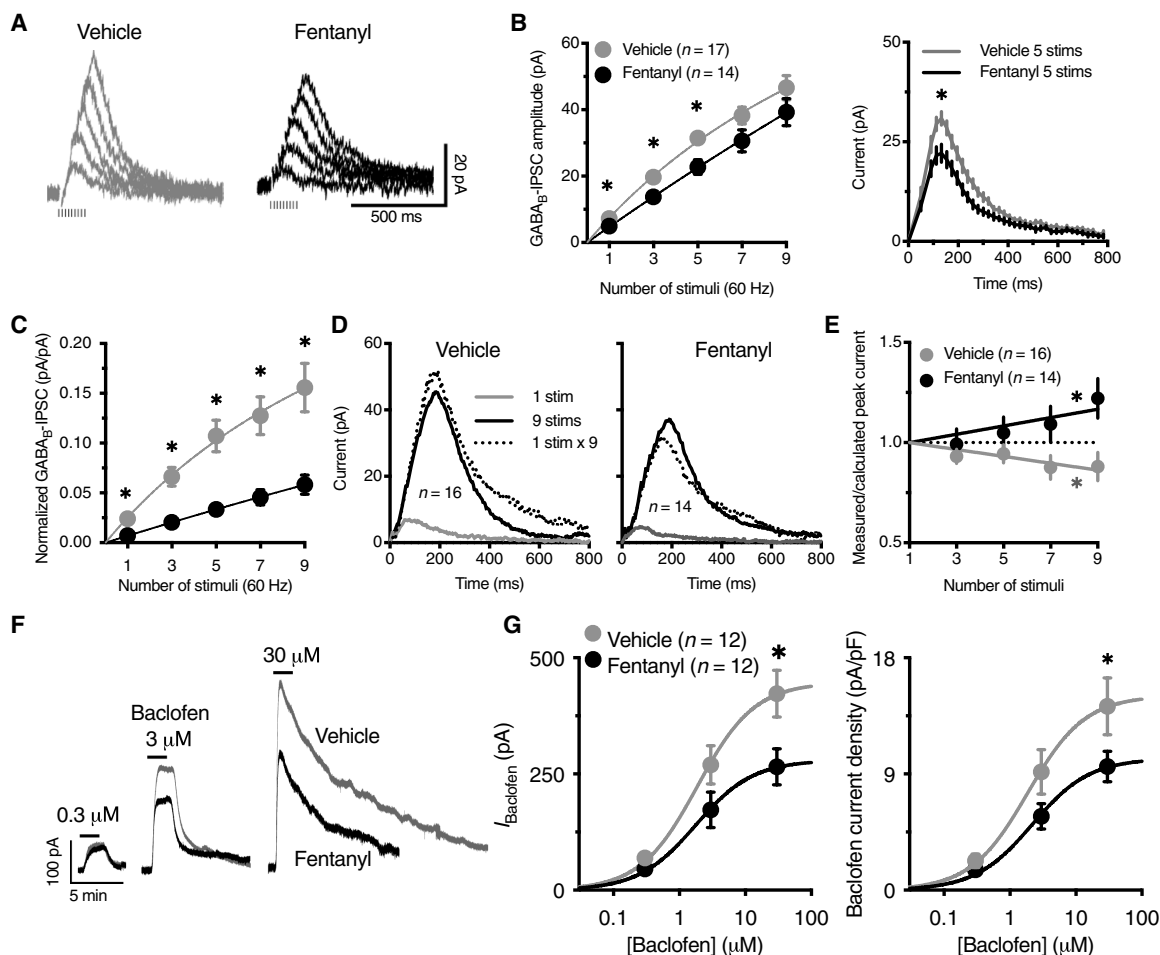 A
Vehicle
Fentanyl
20 pA
500 ms
B
GABAB-IPSC amplitude (pA)
60
40
20
0
Vehicle (n = 17)
Fentanyl (n = 14)
*
*
*
1
3
5
7
9
Number of stimuli (60 Hz)
Current (pA)
50
25
0
Vehicle 5 stims
Fentanyl 5 stims
*
0
200
400
600
800
Time (ms)
C
Normalized GABAB-IPSC (pA/pA)
0.20
0.15
0.10
0.05
0.00
*
*
*
*
*
1
3
5
7
9
Number of stimuli (60 Hz)
D
Vehicle
Current (pA)
60
40
20
0
1 stim
9 stims
1 stim x 9
n = 16
0
200
400
600
800
Time (ms)
Fentanyl
n = 14
0
200
400
600
800
Time (ms)
E
Measured/calculated peak current
1.5
1.0
0.5
Vehicle (n = 16)
Fentanyl (n = 14)
*
*
1
3
5
7
9
Number of stimuli
F
30 μM
Baclofen
3 μM
0.3 μM
Vehicle
Fentanyl
100 pA
5 min
G
Vehicle (n = 12)
Fentanyl (n = 12)
*
IBaclofen (pA)
500
250
0
0.1
1
10
100
[Baclofen] (μM)
Baclofen current density (pA/pF)
18
9
0
*
0.1
1
10
100
[Baclofen] (μM)